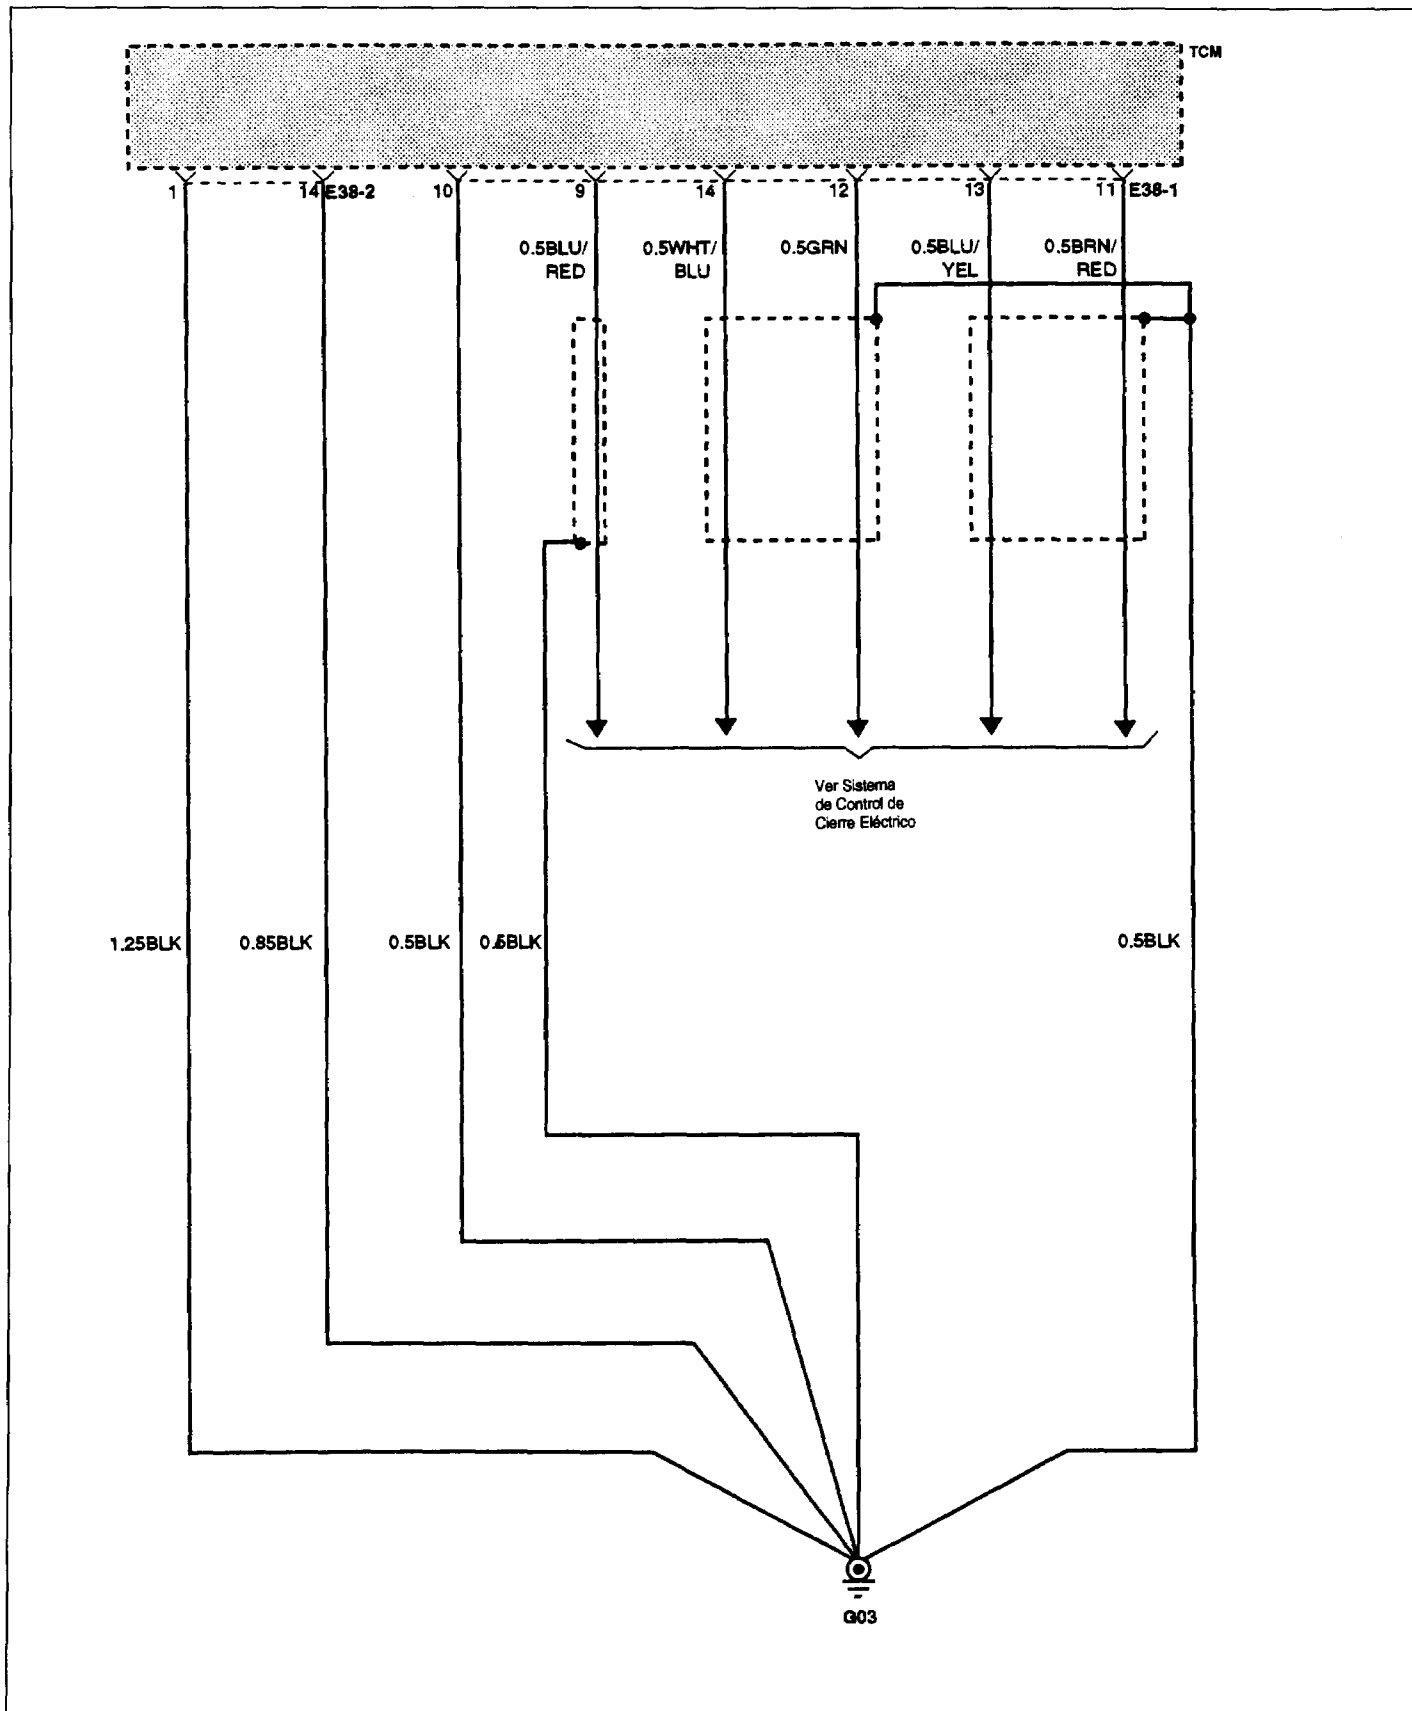 TCM
1
14 E38-2
10
9
14
12
13
11 E38-1
0.5BLU/
RED
0.5WHT/
BLU
0.5GRN
0.5BLU/
YEL
0.5BRN/
RED
Ver Sistema
de Control de
Cierre Eléctrico
1.25BLK
0.85BLK
0.5BLK
0.5BLK
0.5BLK
G03